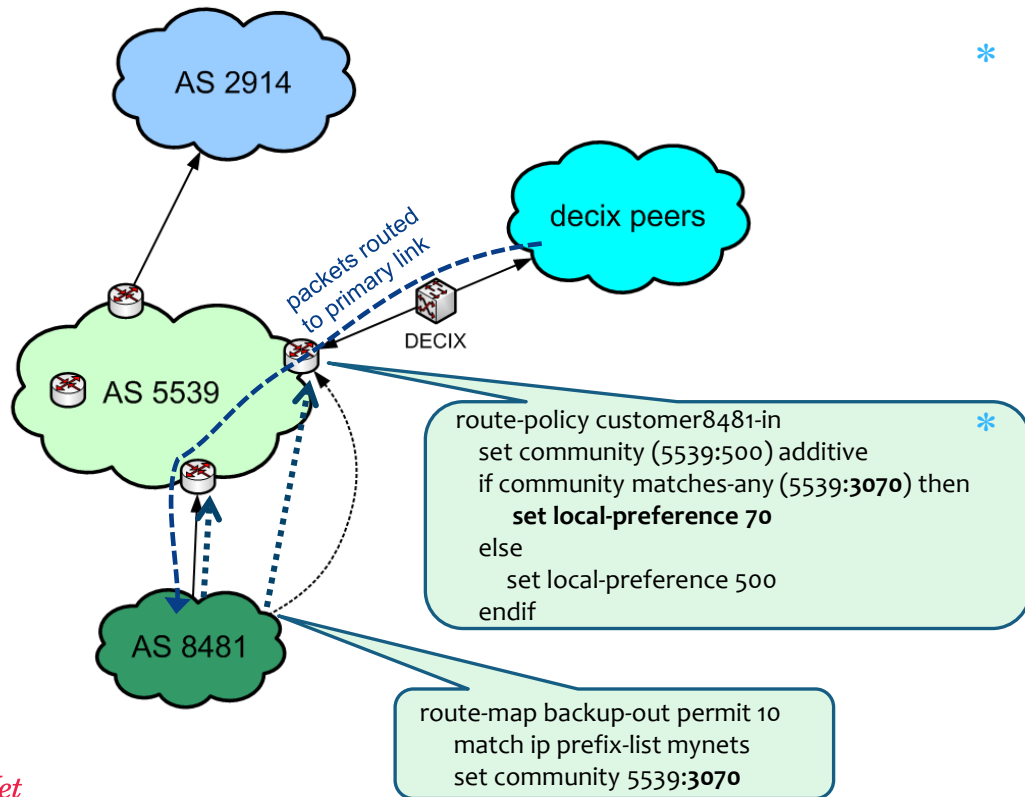 AS 2914
*
decix peers
packets routed
to primary link
DECIX
AS 5539
route-policy customer8481-in
*
set community (5539:500) additive
if community matches-any (5539:3070) then
set local-preference 70
else
set local-preference 500
endif
AS 8481
route-map backup-out permit 10
match ip prefix-list mynets
set community 5539:3070